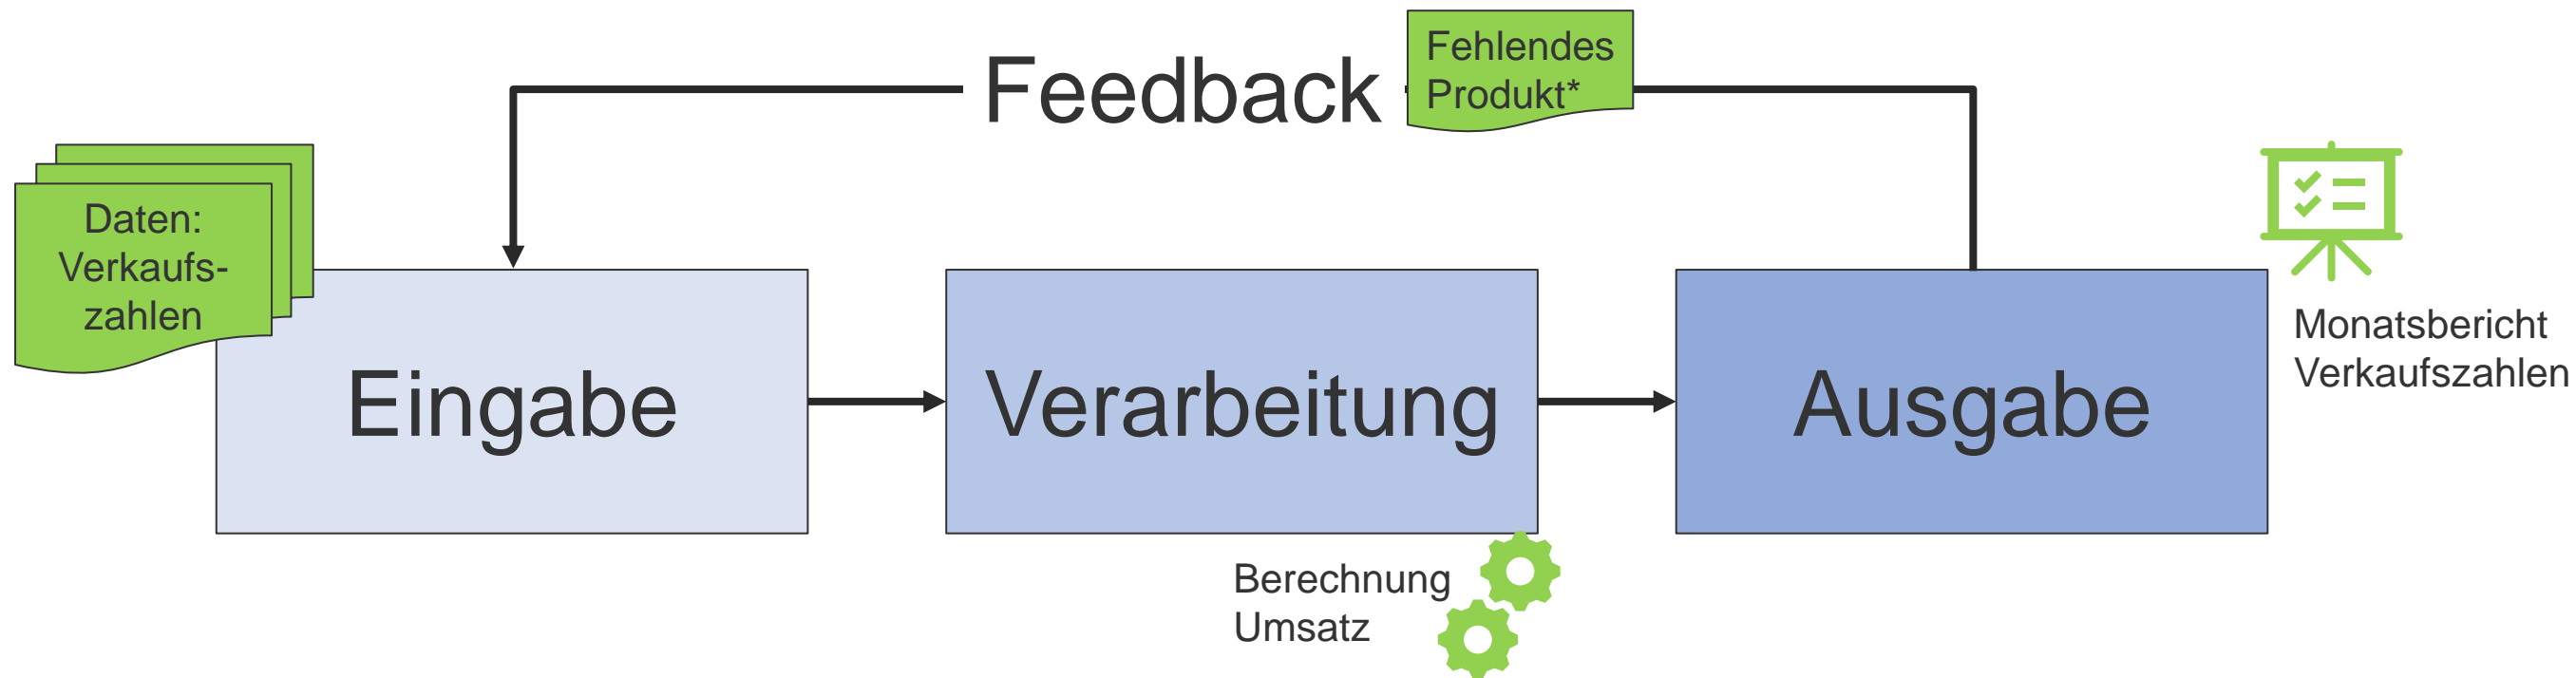 Feedback
Fehlendes
Produkt*
Daten:
Verkaufs-
zahlen
Eingabe
Verarbeitung
Ausgabe
Monatsbericht
Verkaufszahlen
Berechnung
Umsatz